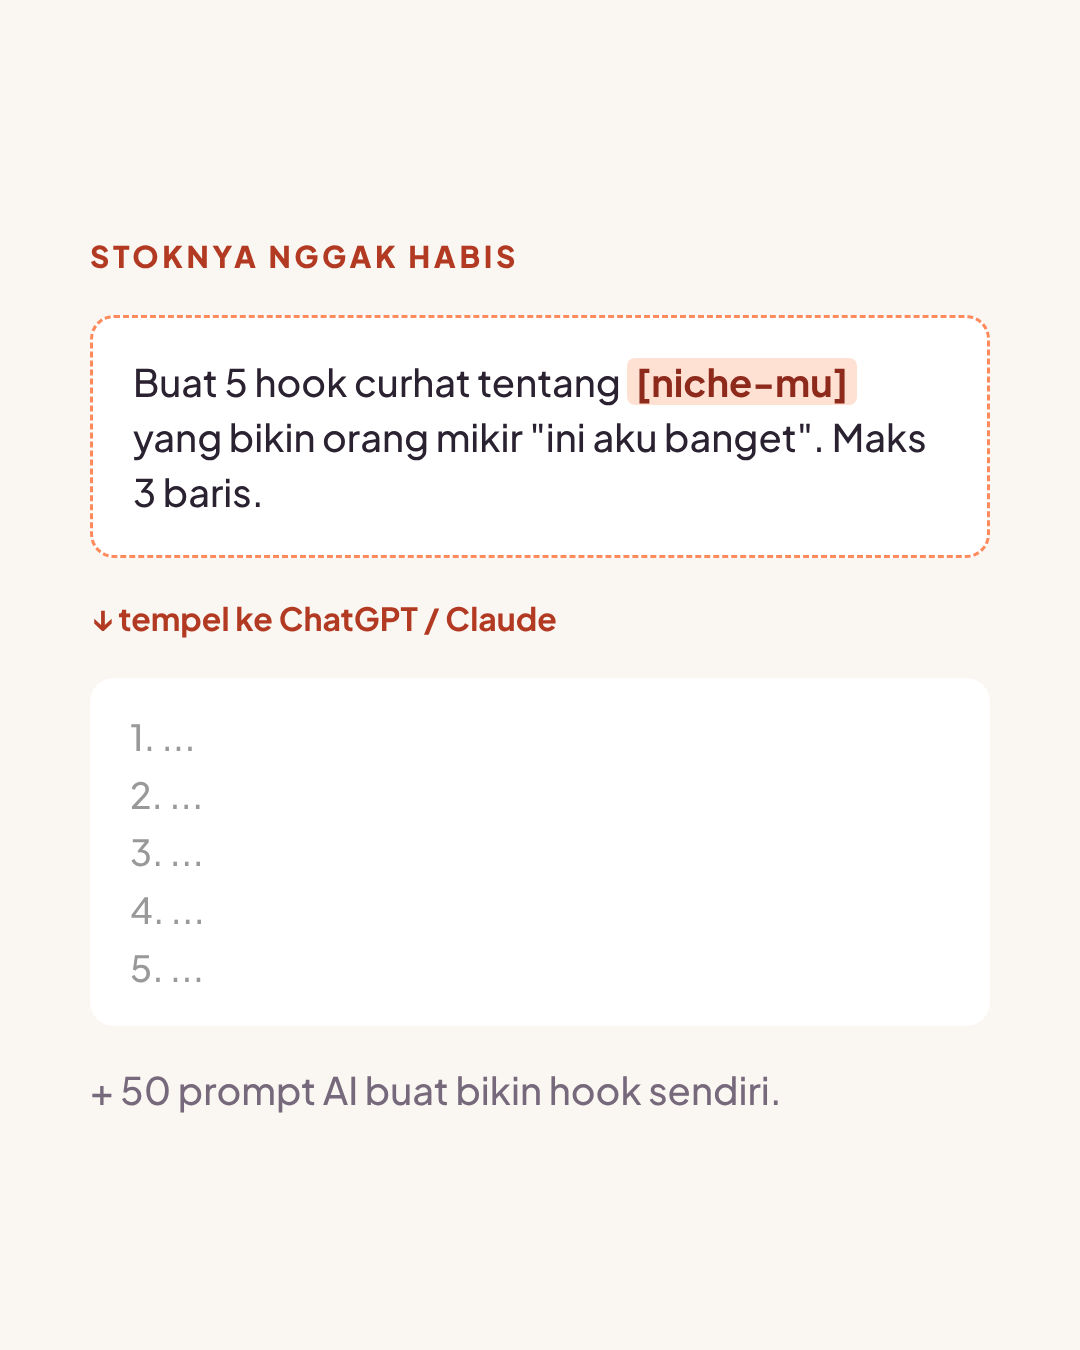 STOKNYA NGGAK HABIS
Buat 5 hook curhat tentang [niche-mu]
yang bikin orang mikir "ini aku banget". Maks
3 baris.
↓ tempel ke ChatGPT / Claude
1. ...
2. ...
3. ...
4. ...
5. ...
+ 50 prompt AI buat bikin hook sendiri.